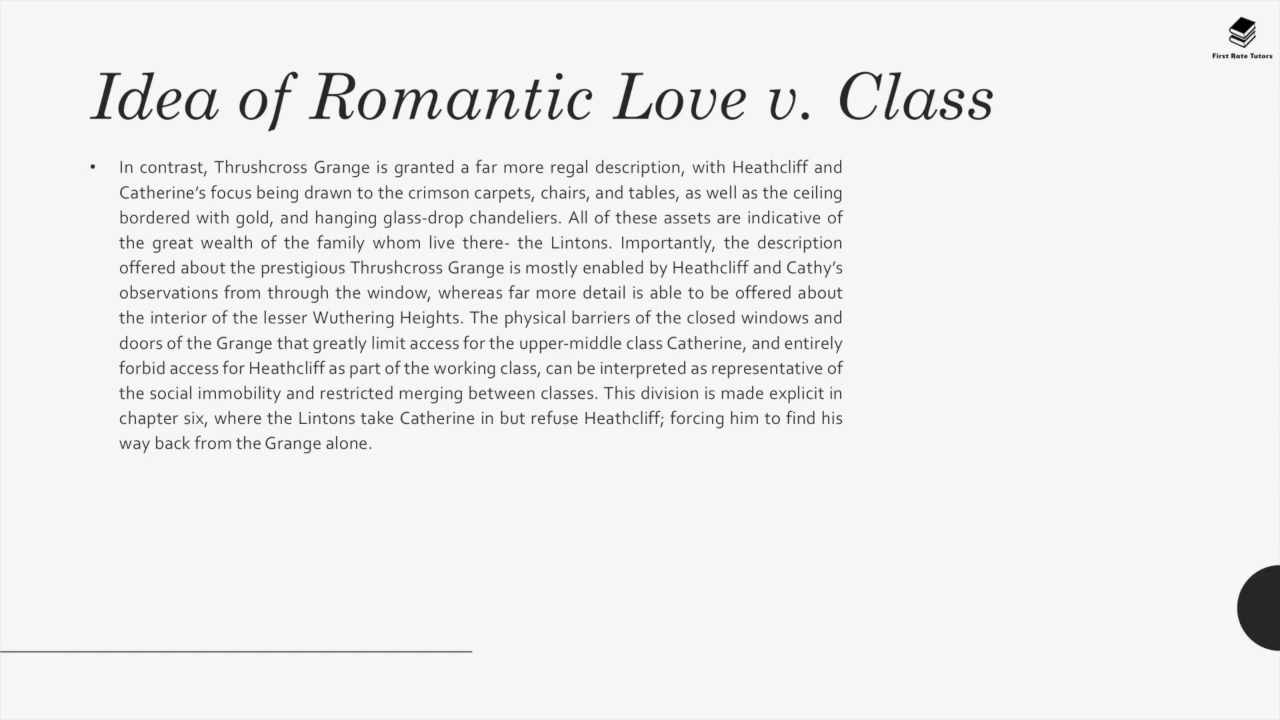 First Rate Tutors
Idea of Romantic Love v. Class
• In contrast, Thrushcross Grange is granted a far more regal description, with Heathcliff and
Catherine’s focus being drawn to the crimson carpets, chairs, and tables, as well as the ceiling
bordered with gold, and hanging glass-drop chandeliers. All of these assets are indicative of
the great wealth of the family whom live there- the Lintons. Importantly, the description
offered about the prestigious Thrushcross Grange is mostly enabled by Heathcliff and Cathy’s
observations from through the window, whereas far more detail is able to be offered about
the interior of the lesser Wuthering Heights. The physical barriers of the closed windows and
doors of the Grange that greatly limit access for the upper-middle class Catherine, and entirely
forbid access for Heathcliff as part of the working class, can be interpreted as representative of
the social immobility and restricted merging between classes. This division is made explicit in
chapter six, where the Lintons take Catherine in but refuse Heathcliff; forcing him to find his
way back from the Grange alone.